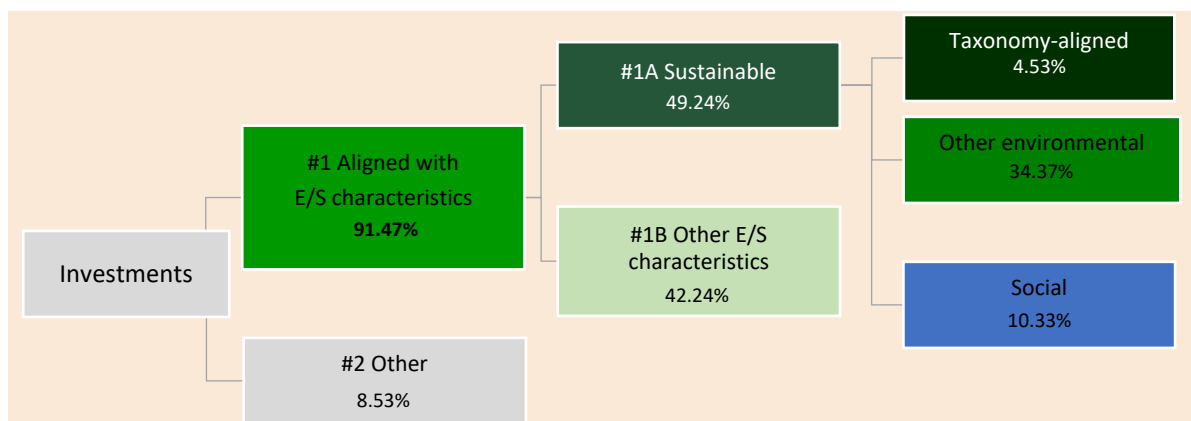 Investments
#1 Aligned with
E/S characteristics
91.47%
#2 Other
8.53%
#1A Sustainable
49.24%
#1B Other E/S
characteristics
42.24%
Taxonomy-aligned
4.53%
Other environmental
34.37%
Social
10.33%